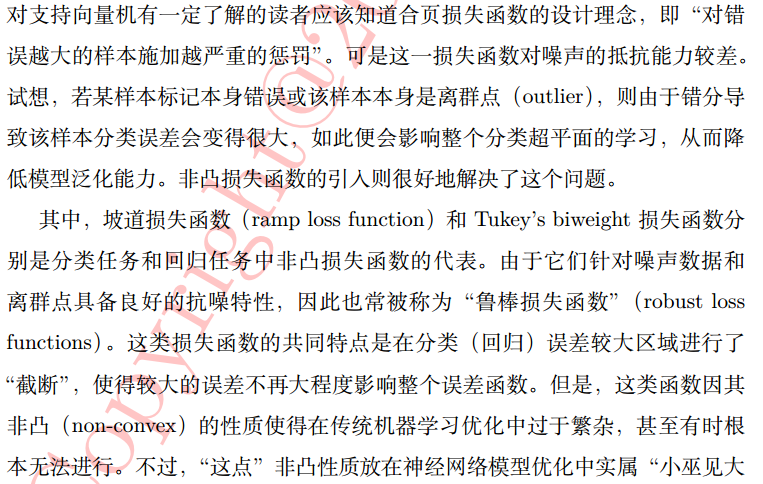 对支持向量机有一定了解的读者应该知道合页损失函数的设计理念，即“对错
误越大的样本施加越严重的惩罚”。可是这一损失函数对噪声的抵抗能力较差。
试想，若某样本标记本身错误或该样本本身是离群点（outlier），则由于错分导
致该样本分类误差会变得很大，如此便会影响整个分类超平面的学习，从而降
低模型泛化能力。非凸损失函数的引入则很好地解决了这个问题。
其中，坡道损失函数（ramp loss function）和 Tukey's biweight 损失函数分
别是分类任务和回归任务中非凸损失函数的代表。由于它们针对噪声数据和
离群点具备良好的抗噪特性，因此也常被称为“鲁棒损失函数”（robust loss
functions）。这类损失函数的共同特点是在分类（回归）误差较大区域进行了
“截断”，使得较大的误差不再大程度影响整个误差函数。但是，这类函数因其
非凸（non-convex）的性质使得在传统机器学习优化中过于繁杂，甚至有时根
本无法进行。不过，“这点”非凸性质放在神经网络模型优化中实属“小巫见大
Copyright@2